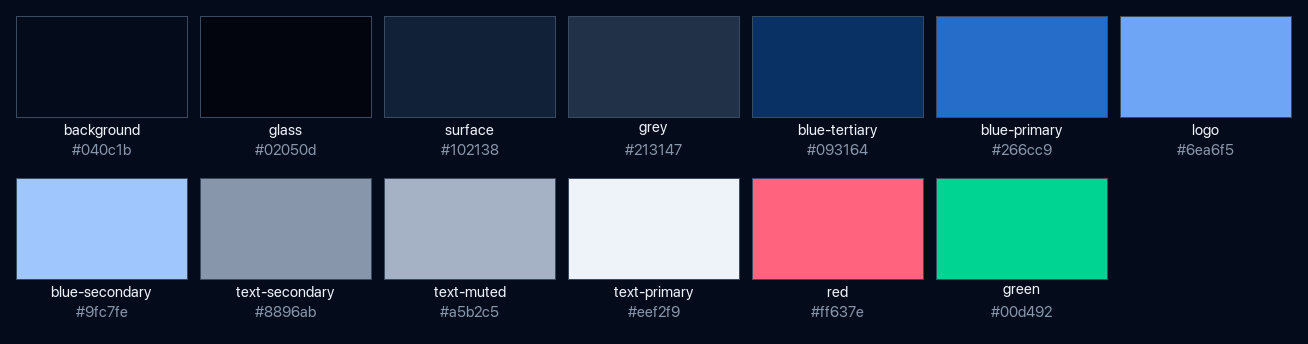 background glass surface grey blue-tertiary blue-primary logo
#040c1b #02050d #102138 #213147 #093164 #266cc9 #6ea6f5
blue-secondary text-secondary text-muted text-primary red green
#9fc7fe #8896ab #a5b2c5 #eef2f9 #ff637e #00d492